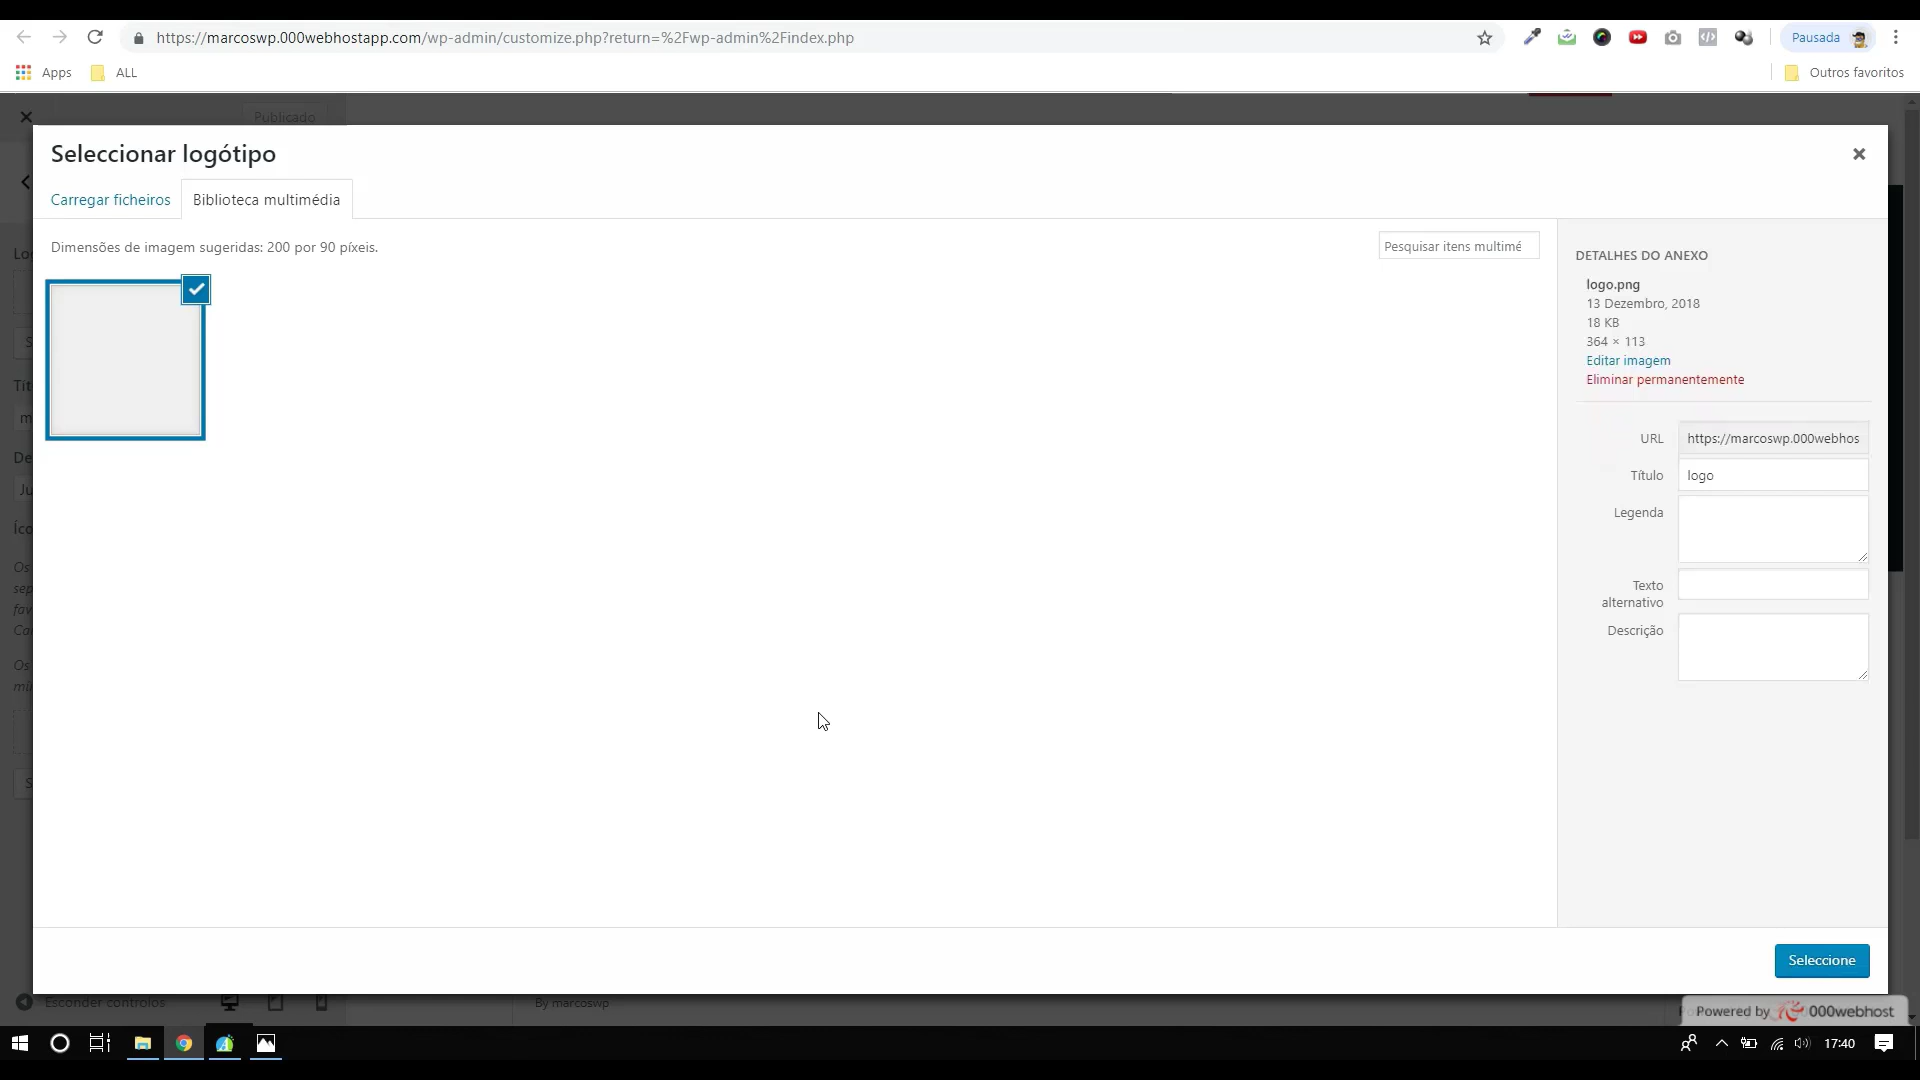 https://marcoswp.000webhostapp.com/wp-admin/customize.php?return=%2Fwp-admin%2Findex.php
Pausada
Apps
ALL
Outros favoritos
Publicado
Seleccionar logótipo
Carregar ficheiros
Biblioteca multimédia
Dimensões de imagem sugeridas: 200 por 90 píxeis.
Pesquisar itens multimé
DETALHES DO ANEXO
logo.png
13 Dezembro, 2018
18 KB
364 × 113
Editar imagem
Eliminar permanentemente
URL
https://marcoswp.000webhos
Título
logo
Legenda
Texto
alternativo
Descrição
Seleccione
Esconder controlos
By marcoswp
Powered by 000webhost
17:40